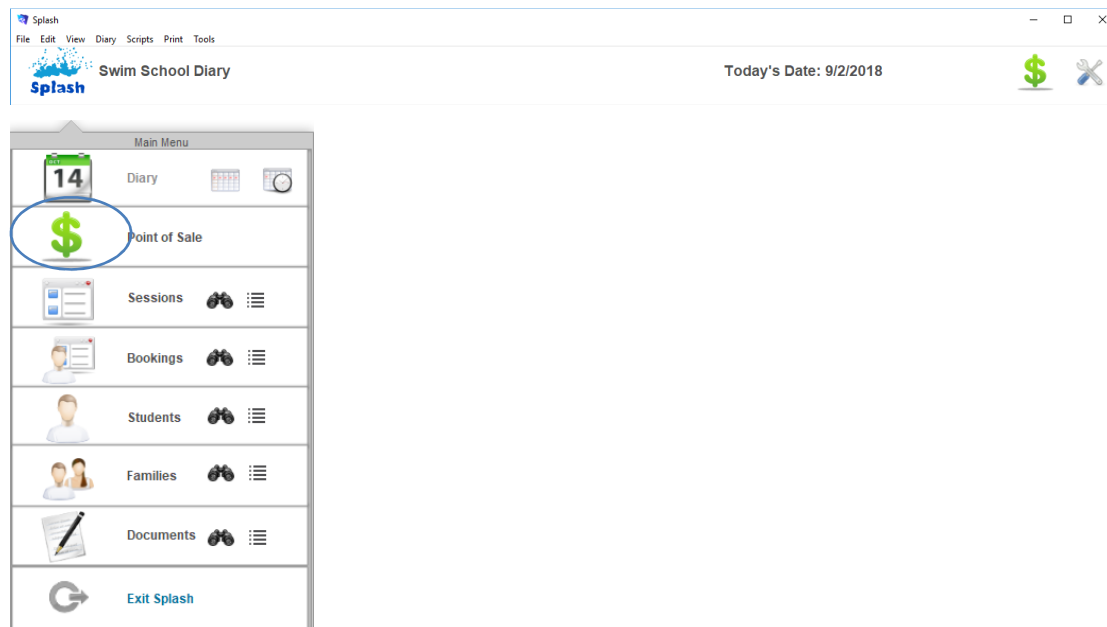 Splash
File Edit View Diary Scripts Print Tools
Splash
Swim School Diary
Today's Date: 9/2/2018
Main Menu
14
Diary
Point of Sale
Sessions
Bookings
Students
Families
Documents
Exit Splash